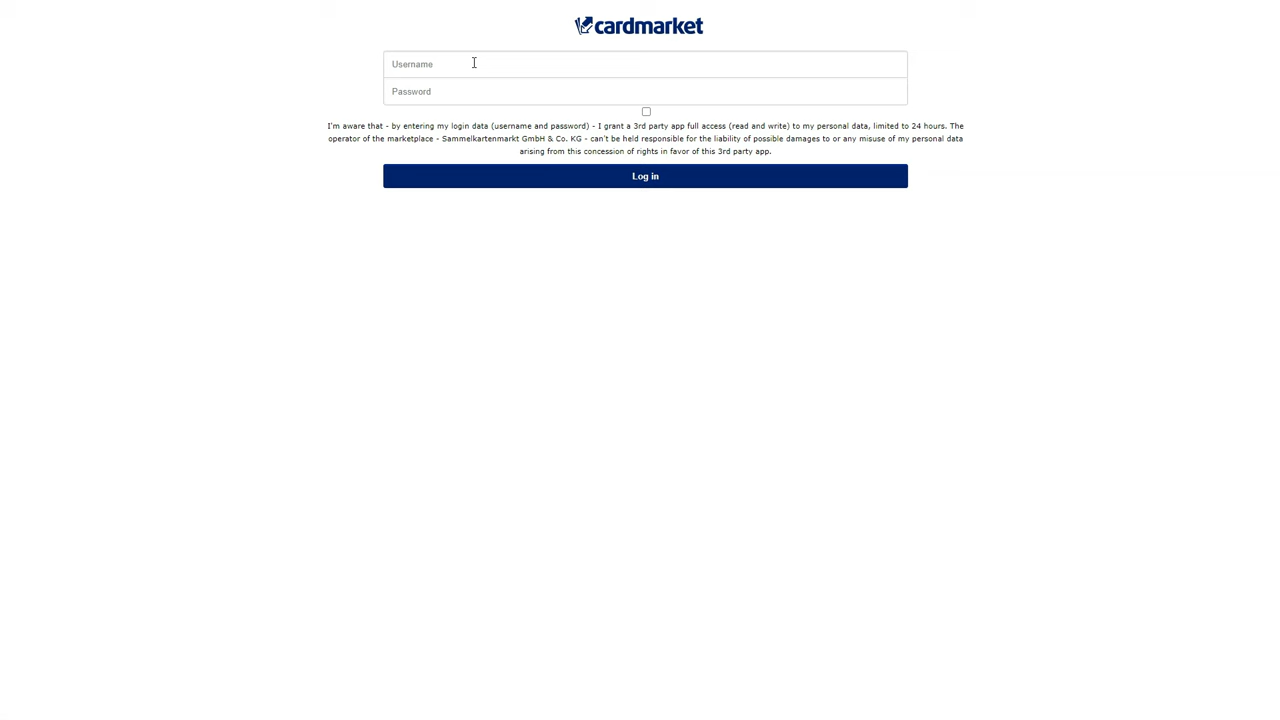 cardmarket
Username
Password
I'm aware that - by entering my login data (username and password) - I grant a 3rd party app full access (read and write) to my personal data, limited to 24 hours. The
operator of the marketplace - Sammelkartenmarkt GmbH & Co. KG - can't be held responsible for the liability of possible damages to or any misuse of my personal data
arising from this concession of rights in favor of this 3rd party app.
Log in